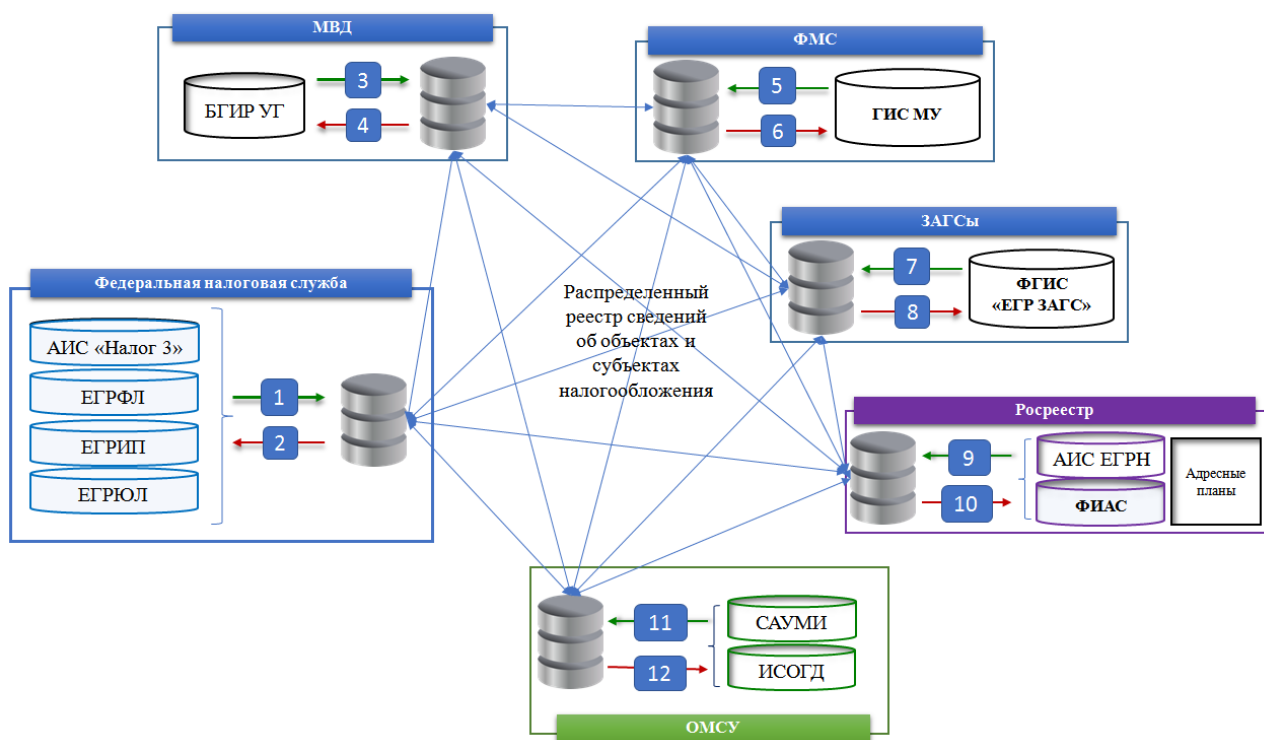 МВД
БГИР УГ
3
4
ФМС
5
6
ГИС МУ
ЗАГСы
7
8
ФГИС
«ЕГР ЗАГС»
Федеральная налоговая служба
АИС «Налог 3»
ЕГРФЛ
ЕГРИП
ЕГРЮЛ
1
2
Распределенный
реестр сведений
об объектах и
субъектах
налогообложения
Росреестр
9
10
АИС ЕГРН
ФИАС
Адресные
планы
11
12
САУМИ
ИСОГД
ОМСУ